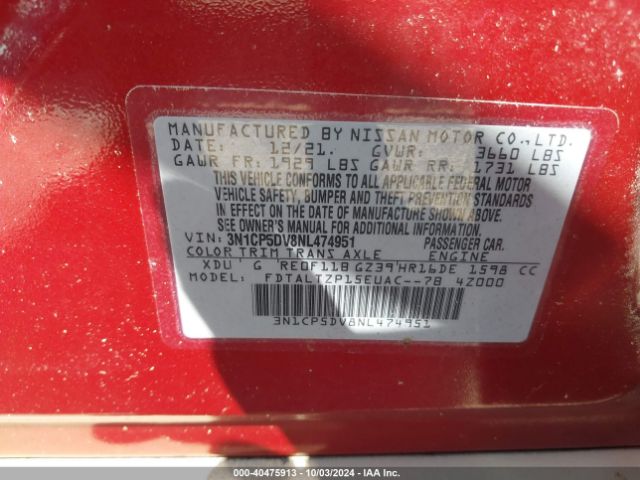 MANUFACTURED BY NISSAN MOTOR CO.,LTD.
DATE: 12/21. GVWR: 3660 LBS
GAWR FR: 1929 LBS GAWR RR: 1731 LBS
THIS VEHICLE CONFORMS TO ALL APPLICABLE FEDERAL MOTOR
VEHICLE SAFETY, BUMPER AND THEFT PREVENTION STANDARDS
IN EFFECT ON THE DATE OF MANUFACTURE SHOWN ABOVE.
SEE OWNER'S MANUAL FOR ADDITIONAL INFORMATION
VIN: 3N1CP5DV8NL474951 PASSENGER CAR.
COLOR TRIM TRANS AXLE ENGINE
XDU G RE0F11B GZ39 HR16DE 1598 CC
MODEL: FDTALTZP15EUAC--7B 4Z000
3N1CP5DV8NL474951
000-40475913 - 10/03/2024 - IAA Inc.